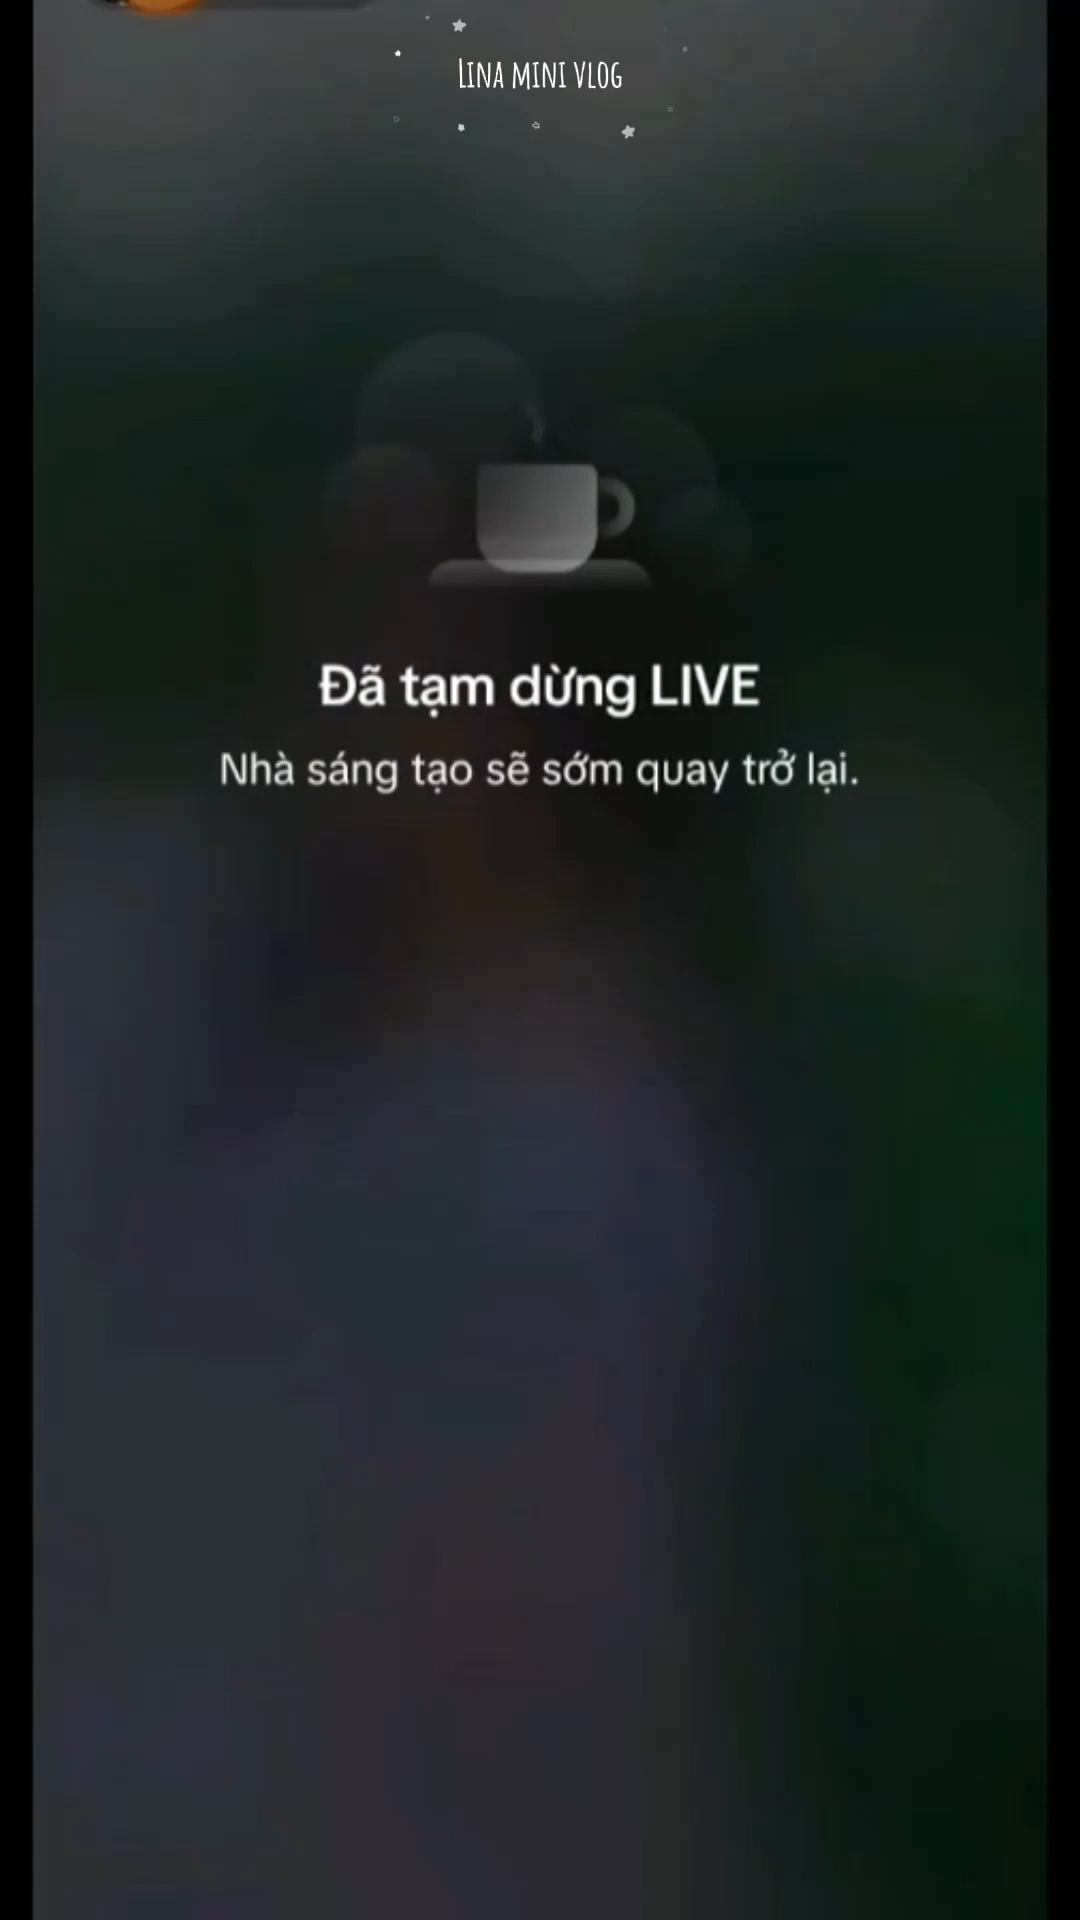 LINA MINI VLOG
Đã tạm dừng LIVE
Nhà sáng tạo sẽ sớm quay trở lại.